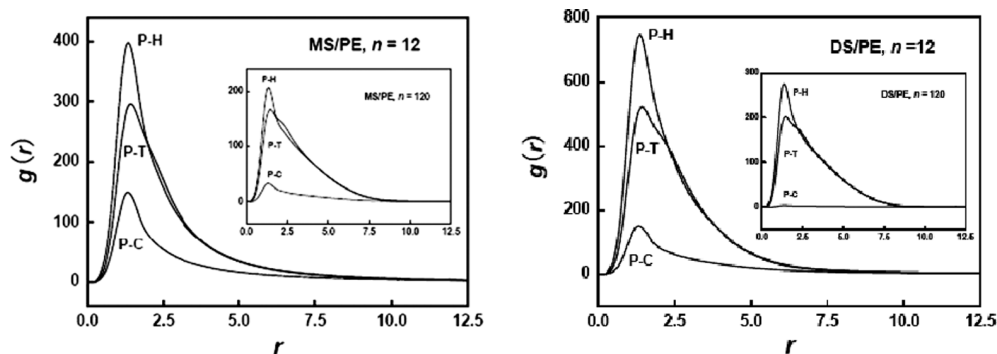 400
300
200
100
0
g(r)
P-H
P-T
P-C
MS/PE, n = 12
200
100
0
P-H
P-T
P-C
MS/PE, n = 120
0.0 2.5 5.0 7.5 10.0 12.5
0.0 2.5 5.0 7.5 10.0 12.5
r
800
600
400
200
0
g(r)
P-H
P-T
P-C
DS/PE, n =12
300
200
100
0
P-H
P-T
P-C
DS/PE, n = 120
0.0 2.5 5.0 7.5 10.0 12.5
0.0 2.5 5.0 7.5 10.0 12.5
r